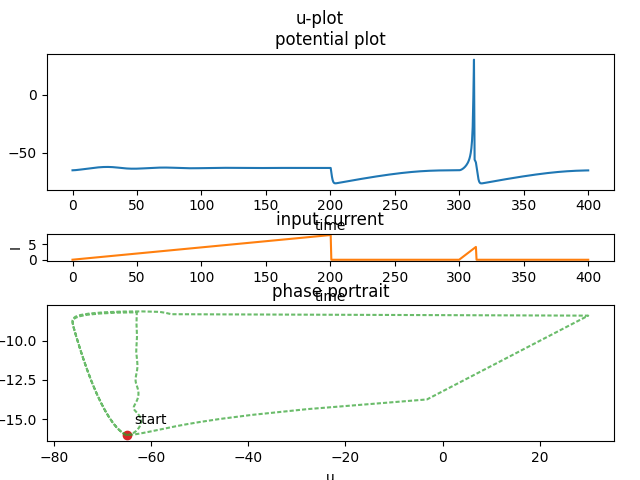 u-plot
potential plot
0
−50
0 50 100 150 200 250 300 350 400
time
input current
I
5
0
0 50 100 150 200 250 300 350 400
time
phase portrait
−10.0
−12.5
−15.0
start
−80 −60 −40 −20 0 20
u